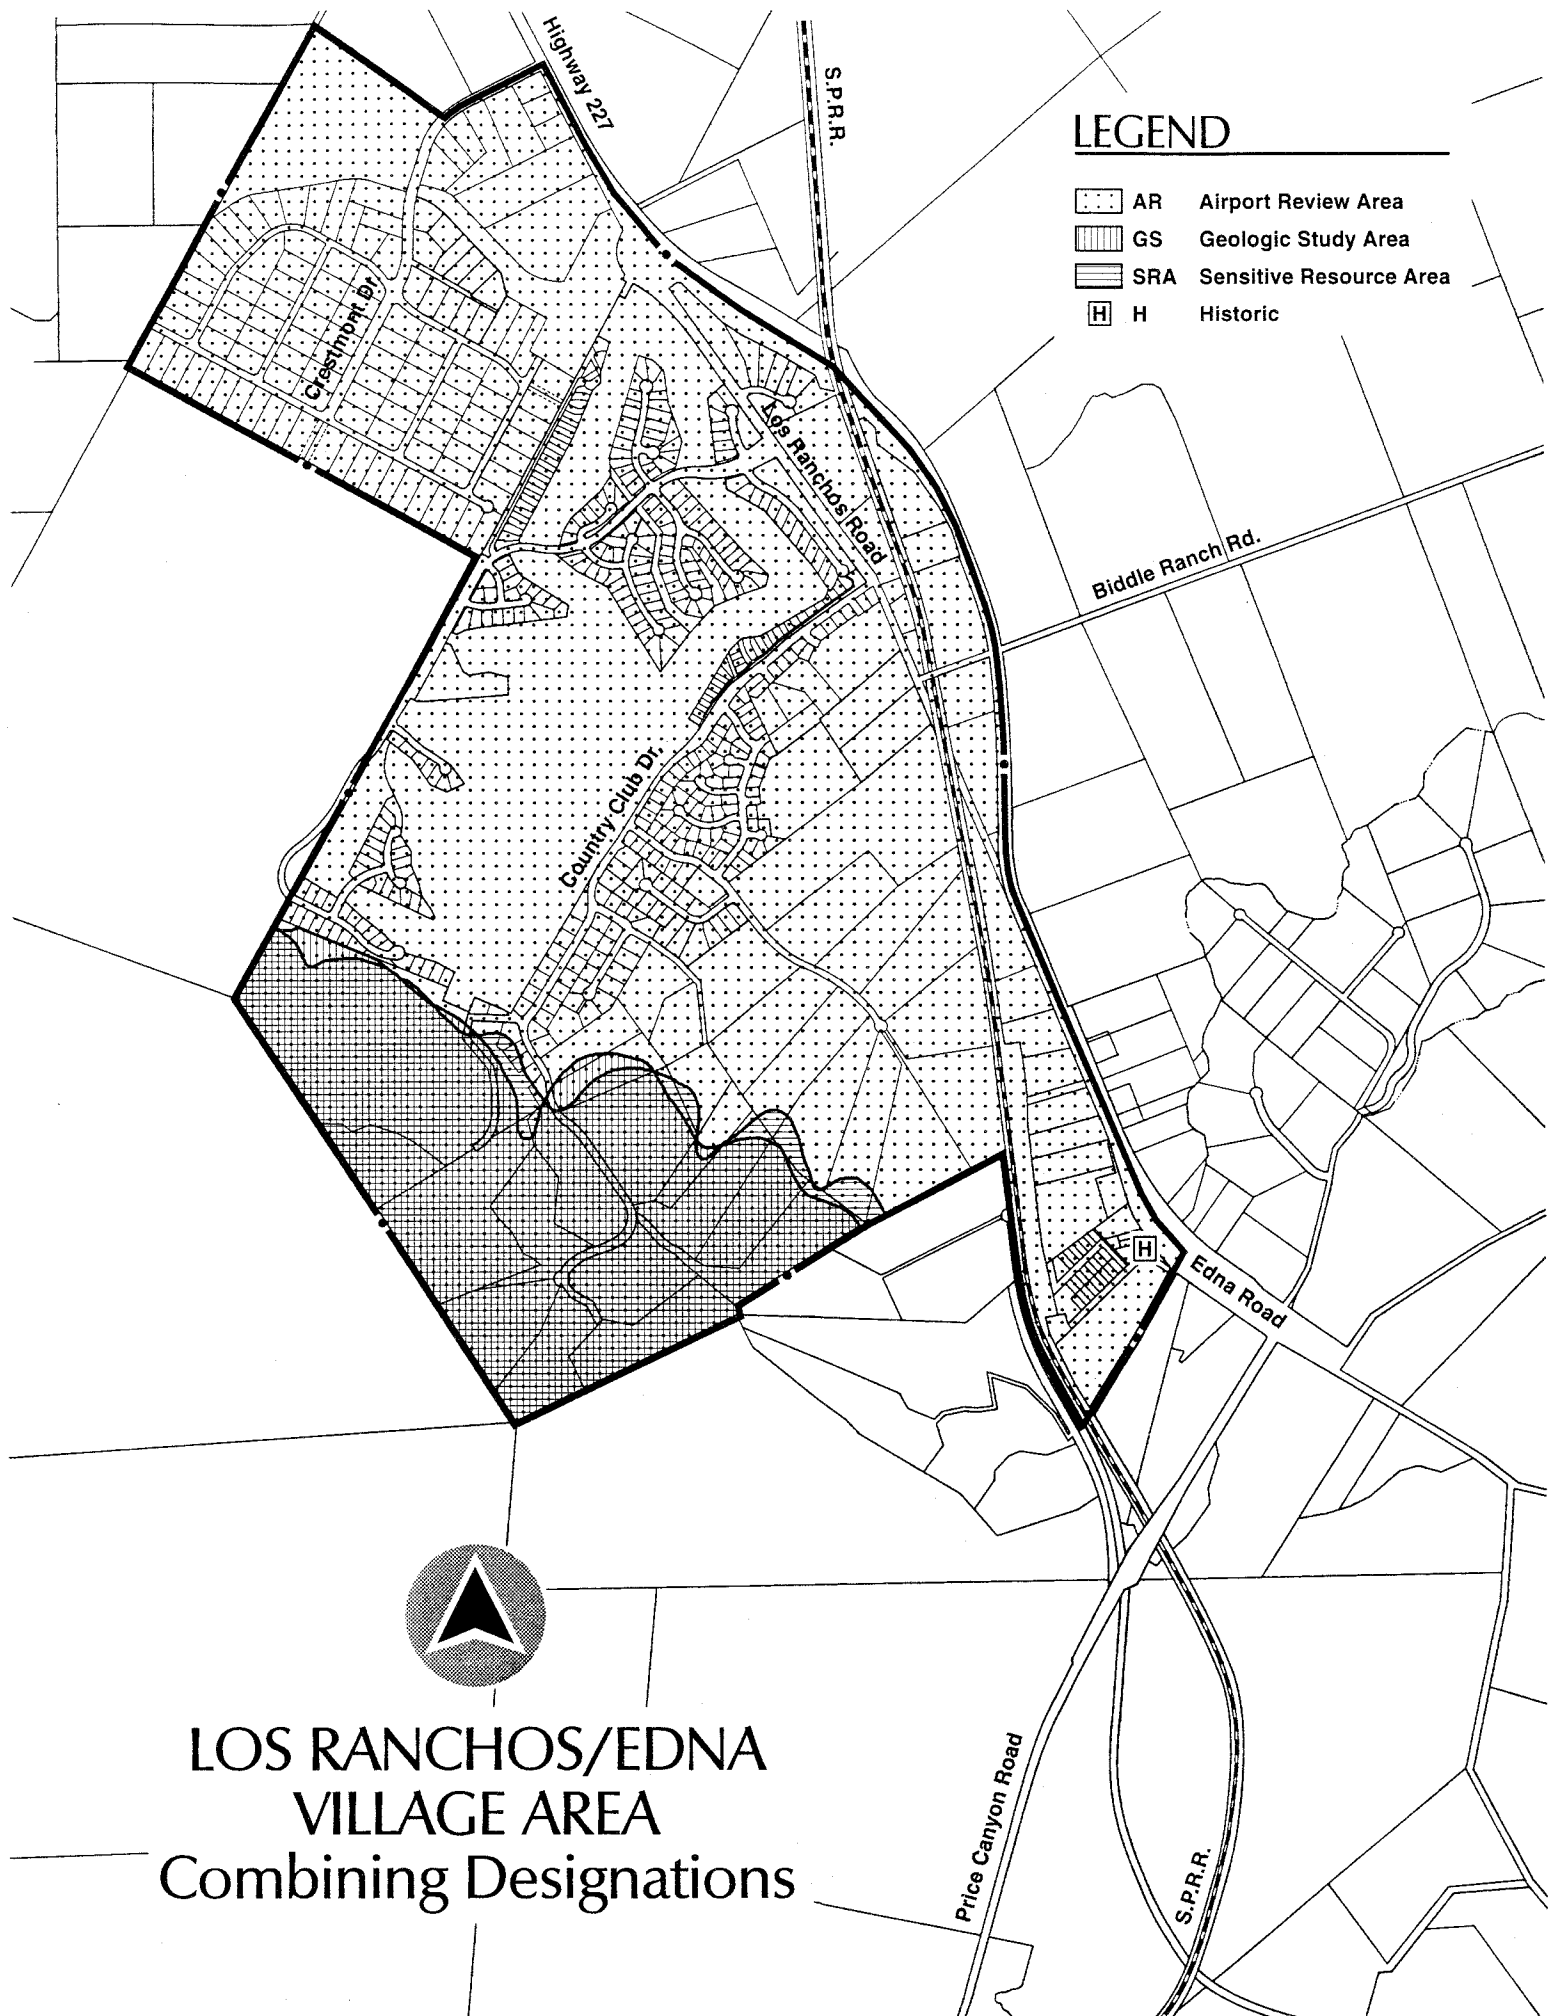 Highway 227
S.P.R.R.
LEGEND
AR Airport Review Area
GS Geologic Study Area
SRA Sensitive Resource Area
H H Historic
Crestmont Dr.
Los Ranchos Road
Biddle Ranch Rd.
Country Club Dr.
H
Edna Road
LOS RANCHOS/EDNA
VILLAGE AREA
Combining Designations
Price Canyon Road
S.P.R.R.